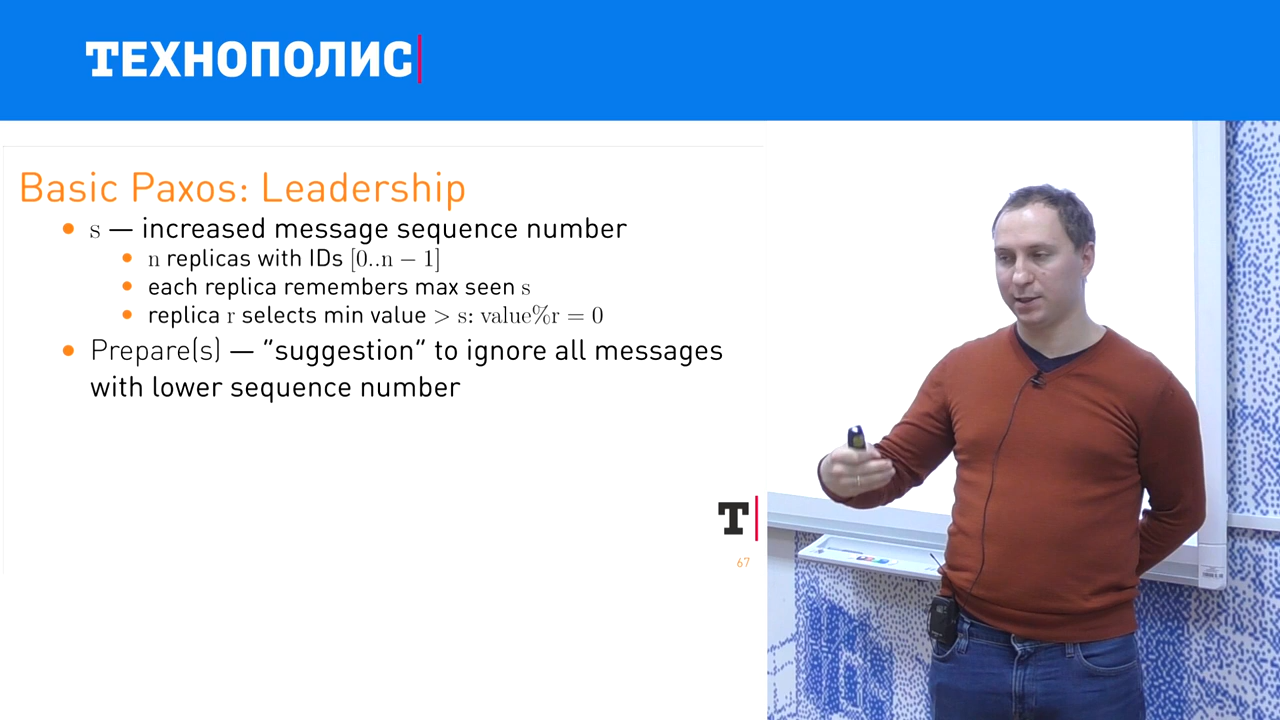 ТЕХНОПОЛИС
Basic Paxos: Leadership
s — increased message sequence number
n replicas with IDs [0..n − 1]
each replica remembers max seen s
replica r selects min value > s: value%r = 0
Prepare(s) — "suggestion" to ignore all messages
with lower sequence number
Т
67